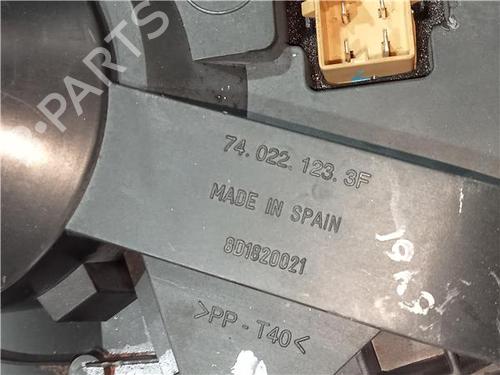 B-PARTS
74. 022. 123. 3F
MADE IN SPAIN
8D1820021
>PP - T40<